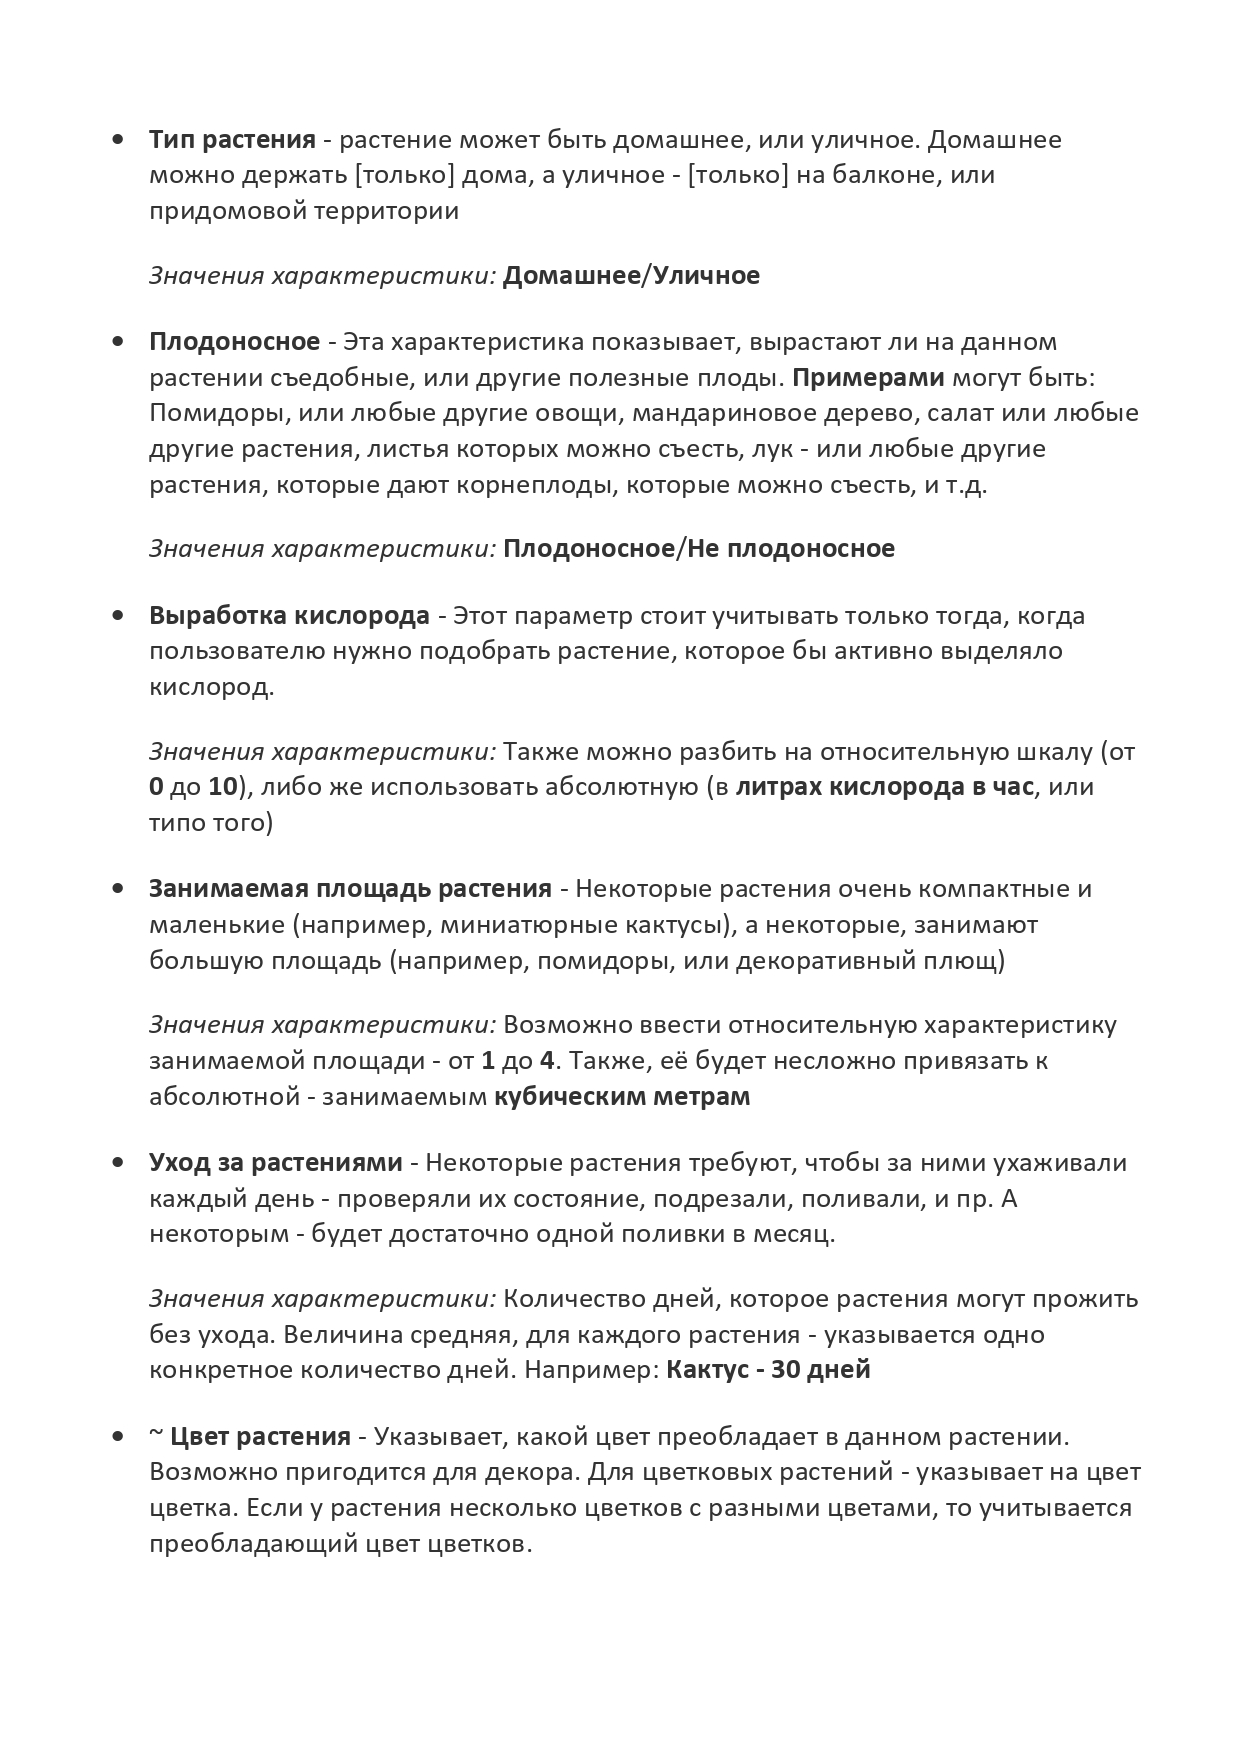 • Тип растения - растение может быть домашнее, или уличное. Домашнее
можно держать [только] дома, а уличное - [только] на балконе, или
придомовой территории
Значения характеристики: Домашнее/Уличное
• Плодоносное - Эта характеристика показывает, вырастают ли на данном
растении съедобные, или другие полезные плоды. Примерами могут быть:
Помидоры, или любые другие овощи, мандариновое дерево, салат или любые
другие растения, листья которых можно съесть, лук - или любые другие
растения, которые дают корнеплоды, которые можно съесть, и т.д.
Значения характеристики: Плодоносное/Не плодоносное
• Выработка кислорода - Этот параметр стоит учитывать только тогда, когда
пользователю нужно подобрать растение, которое бы активно выделяло
кислород.
Значения характеристики: Также можно разбить на относительную шкалу (от
0 до 10), либо же использовать абсолютную (в литрах кислорода в час, или
типо того)
• Занимаемая площадь растения - Некоторые растения очень компактные и
маленькие (например, миниатюрные кактусы), а некоторые, занимают
большую площадь (например, помидоры, или декоративный плющ)
Значения характеристики: Возможно ввести относительную характеристику
занимаемой площади - от 1 до 4. Также, её будет несложно привязать к
абсолютной - занимаемым кубическим метрам
• Уход за растениями - Некоторые растения требуют, чтобы за ними ухаживали
каждый день - проверяли их состояние, подрезали, поливали, и пр. А
некоторым - будет достаточно одной поливки в месяц.
Значения характеристики: Количество дней, которое растения могут прожить
без ухода. Величина средняя, для каждого растения - указывается одно
конкретное количество дней. Например: Кактус - 30 дней
• ~ Цвет растения - Указывает, какой цвет преобладает в данном растении.
Возможно пригодится для декора. Для цветковых растений - указывает на цвет
цветка. Если у растения несколько цветков с разными цветами, то учитывается
преобладающий цвет цветков.